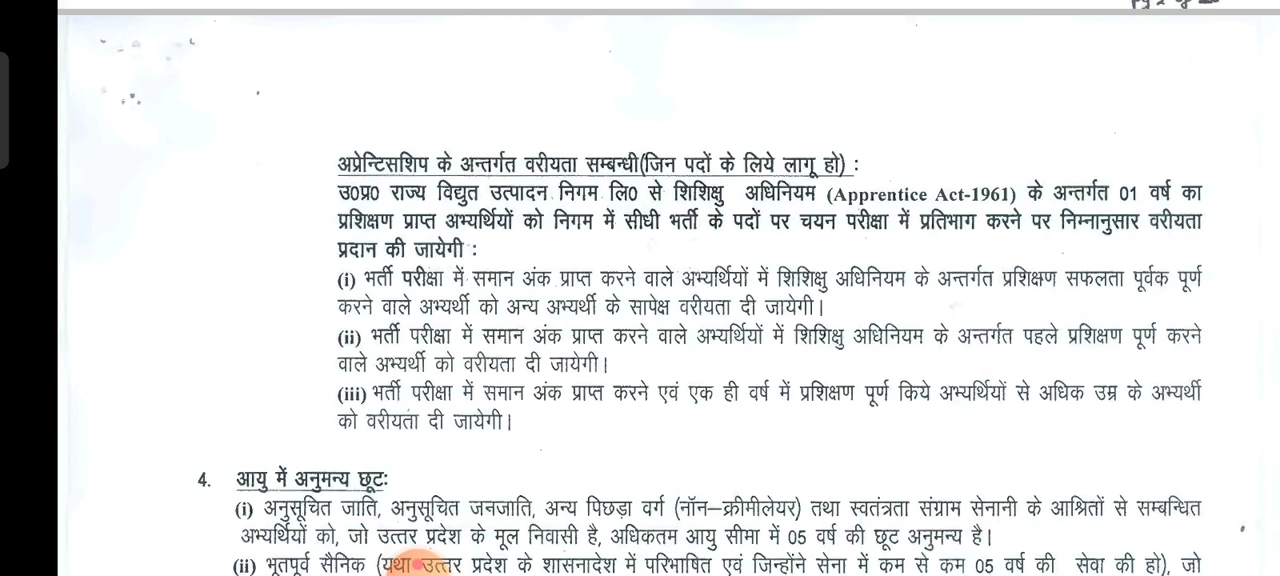 अप्रेन्टिसशिप के अन्तर्गत वरीयता सम्बन्धी(जिन पदों के लिये लागू हो) :
उ0प्र0 राज्य विद्युत उत्पादन निगम लि0 से शिशिक्षु अधिनियम (Apprentice Act-1961) के अन्तर्गत 01 वर्ष का
प्रशिक्षण प्राप्त अभ्यर्थियों को निगम में सीधी भर्ती के पदों पर चयन परीक्षा में प्रतिभाग करने पर निम्नानुसार वरीयता
प्रदान की जायेगी :
(i) भर्ती परीक्षा में समान अंक प्राप्त करने वाले अभ्यर्थियों में शिशिक्षु अधिनियम के अन्तर्गत प्रशिक्षण सफलता पूर्वक पूर्ण
करने वाले अभ्यर्थी को अन्य अभ्यर्थी के सापेक्ष वरीयता दी जायेगी।
(ii) भर्ती परीक्षा में समान अंक प्राप्त करने वाले अभ्यर्थियों में शिशिक्षु अधिनियम के अन्तर्गत पहले प्रशिक्षण पूर्ण करने
वाले अभ्यर्थी को वरीयता दी जायेगी।
(iii) भर्ती परीक्षा में समान अंक प्राप्त करने एवं एक ही वर्ष में प्रशिक्षण पूर्ण किये अभ्यर्थियों से अधिक उम्र के अभ्यर्थी
को वरीयता दी जायेगी।
4. आयु में अनुमन्य छूटः
(i) अनुसूचित जाति, अनुसूचित जनजाति, अन्य पिछड़ा वर्ग (नॉन–क्रीमीलेयर) तथा स्वतंत्रता संग्राम सेनानी के आश्रितों से सम्बन्धित
अभ्यर्थियों को, जो उत्तर प्रदेश के मूल निवासी है, अधिकतम आयु सीमा में 05 वर्ष की छूट अनुमन्य है।
(ii) भूतपूर्व सैनिक (यथा उत्तर प्रदेश के शासनादेश में परिभाषित एवं जिन्होंने सेना में कम से कम 05 वर्ष की सेवा की हो), जो